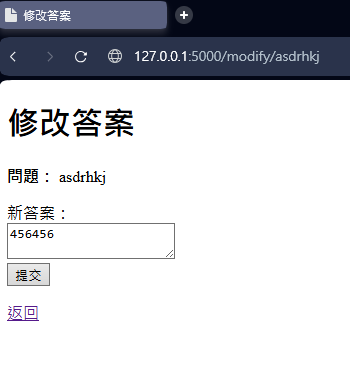 修改答案
127.0.0.1:5000/modify/asdrhkj
修改答案
問題： asdrhkj
新答案：
456456
提交
返回